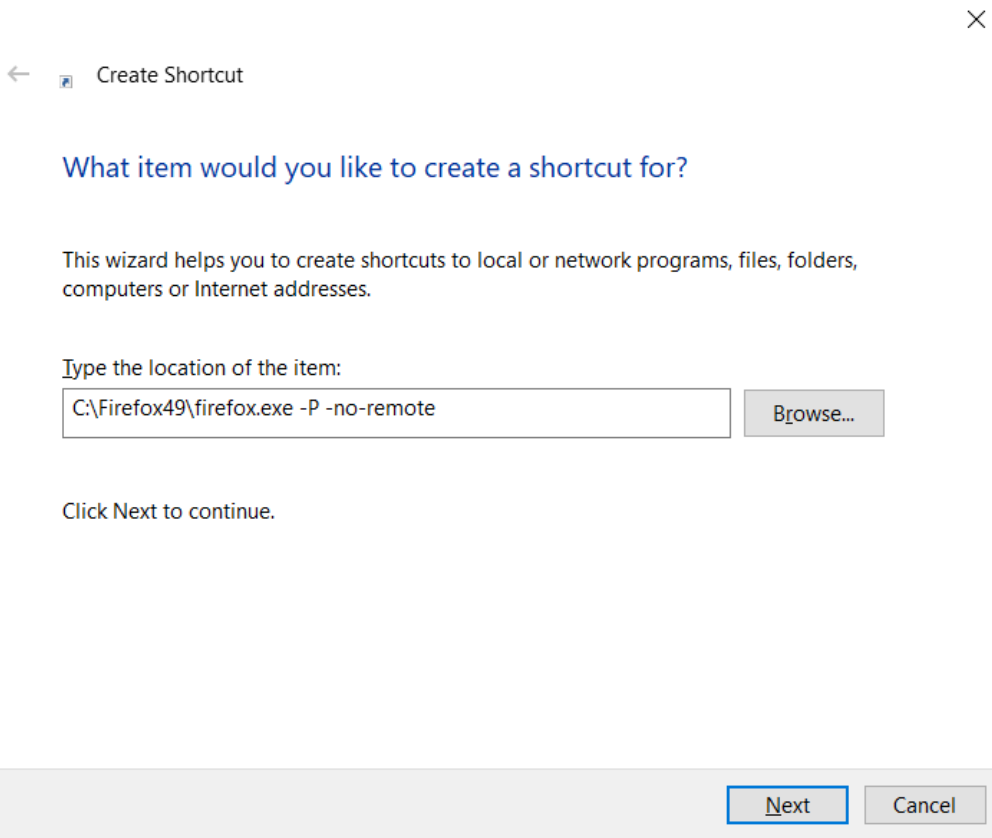 Create Shortcut
What item would you like to create a shortcut for?
This wizard helps you to create shortcuts to local or network programs, files, folders,
computers or Internet addresses.
Type the location of the item:
C:\Firefox49\firefox.exe -P -no-remote
Browse...
Click Next to continue.
Next
Cancel